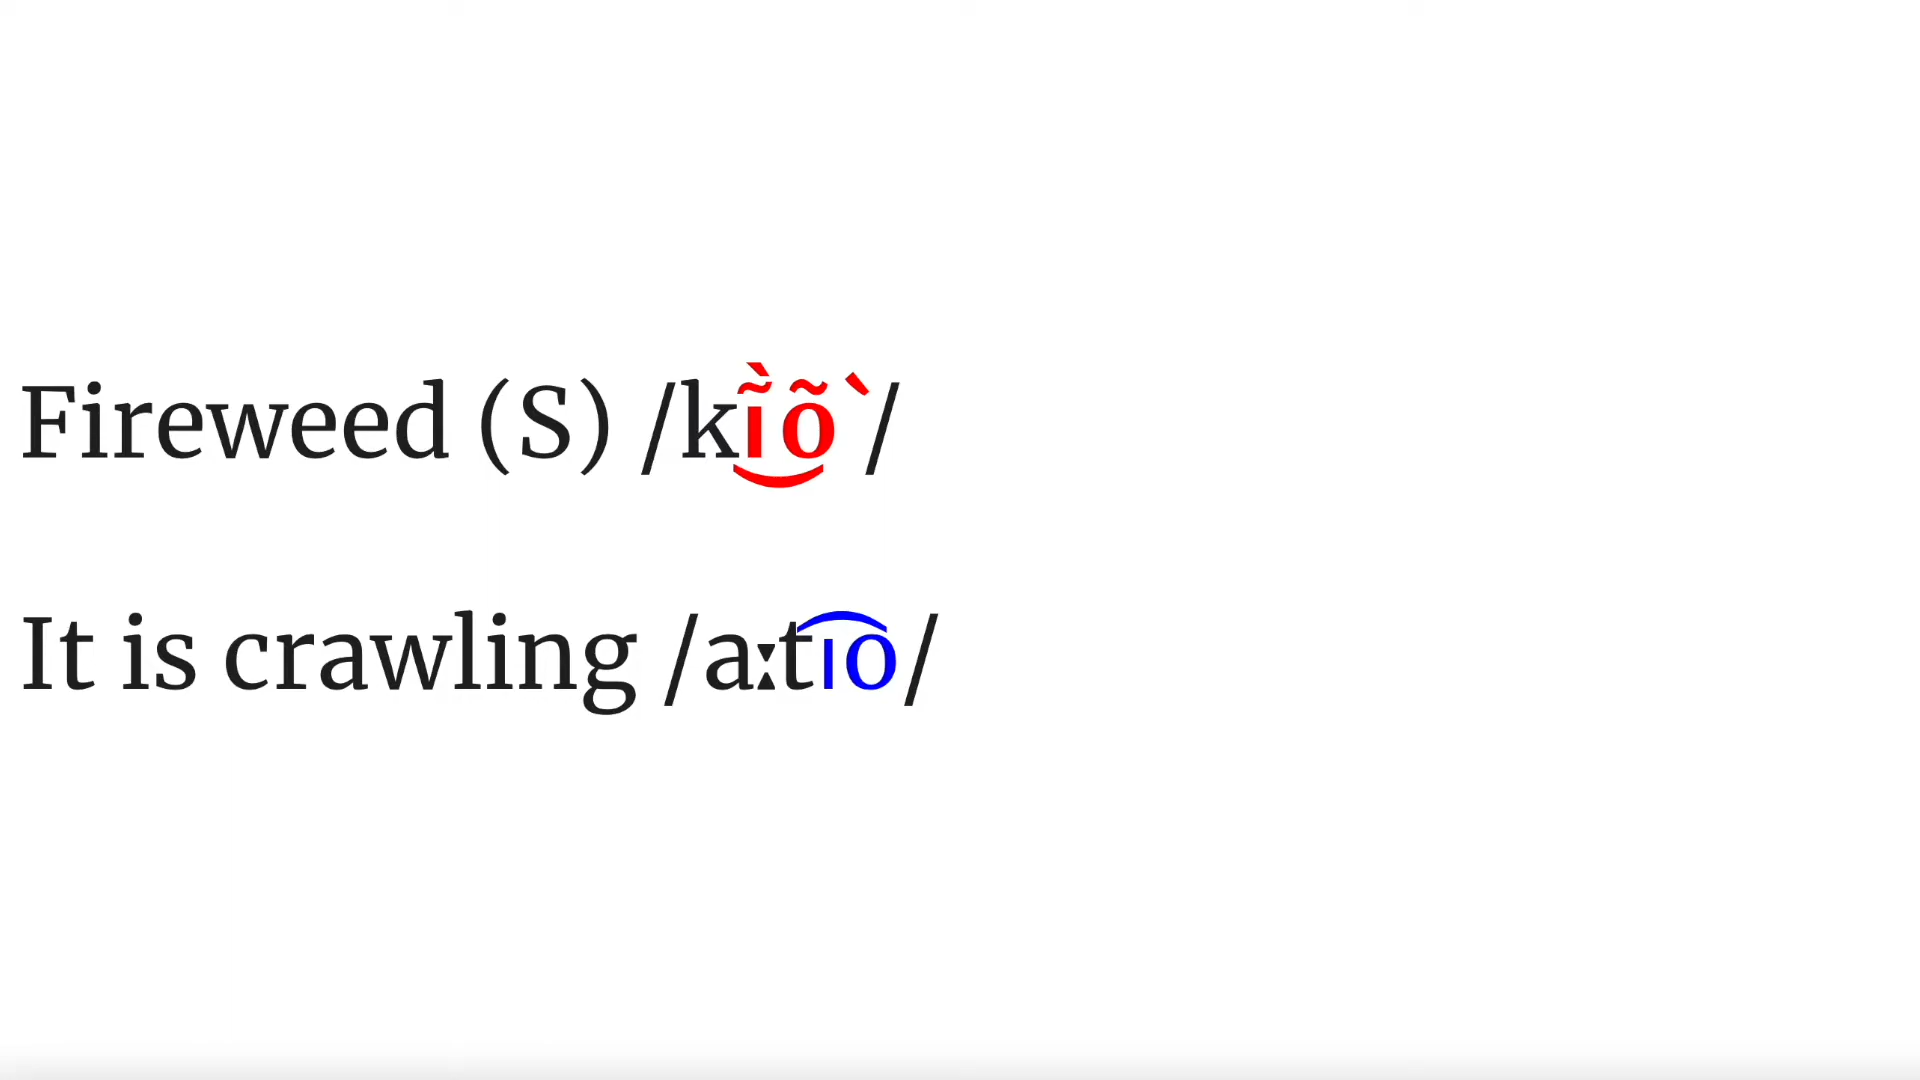 Fireweed (S) /kı̜̃̀͜õ`/
It is crawling /aːtı͡o/